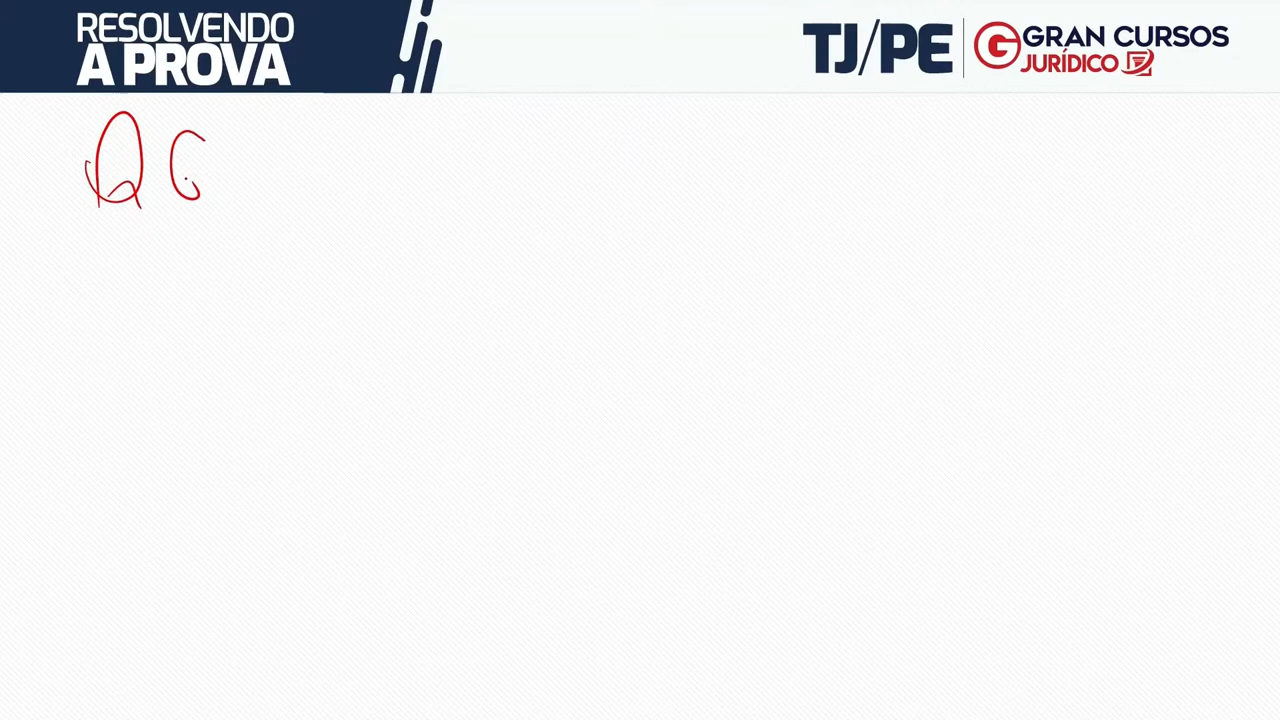 RESOLVENDO
A PROVA
TJ/PE
GRAN CURSOS
JURÍDICO